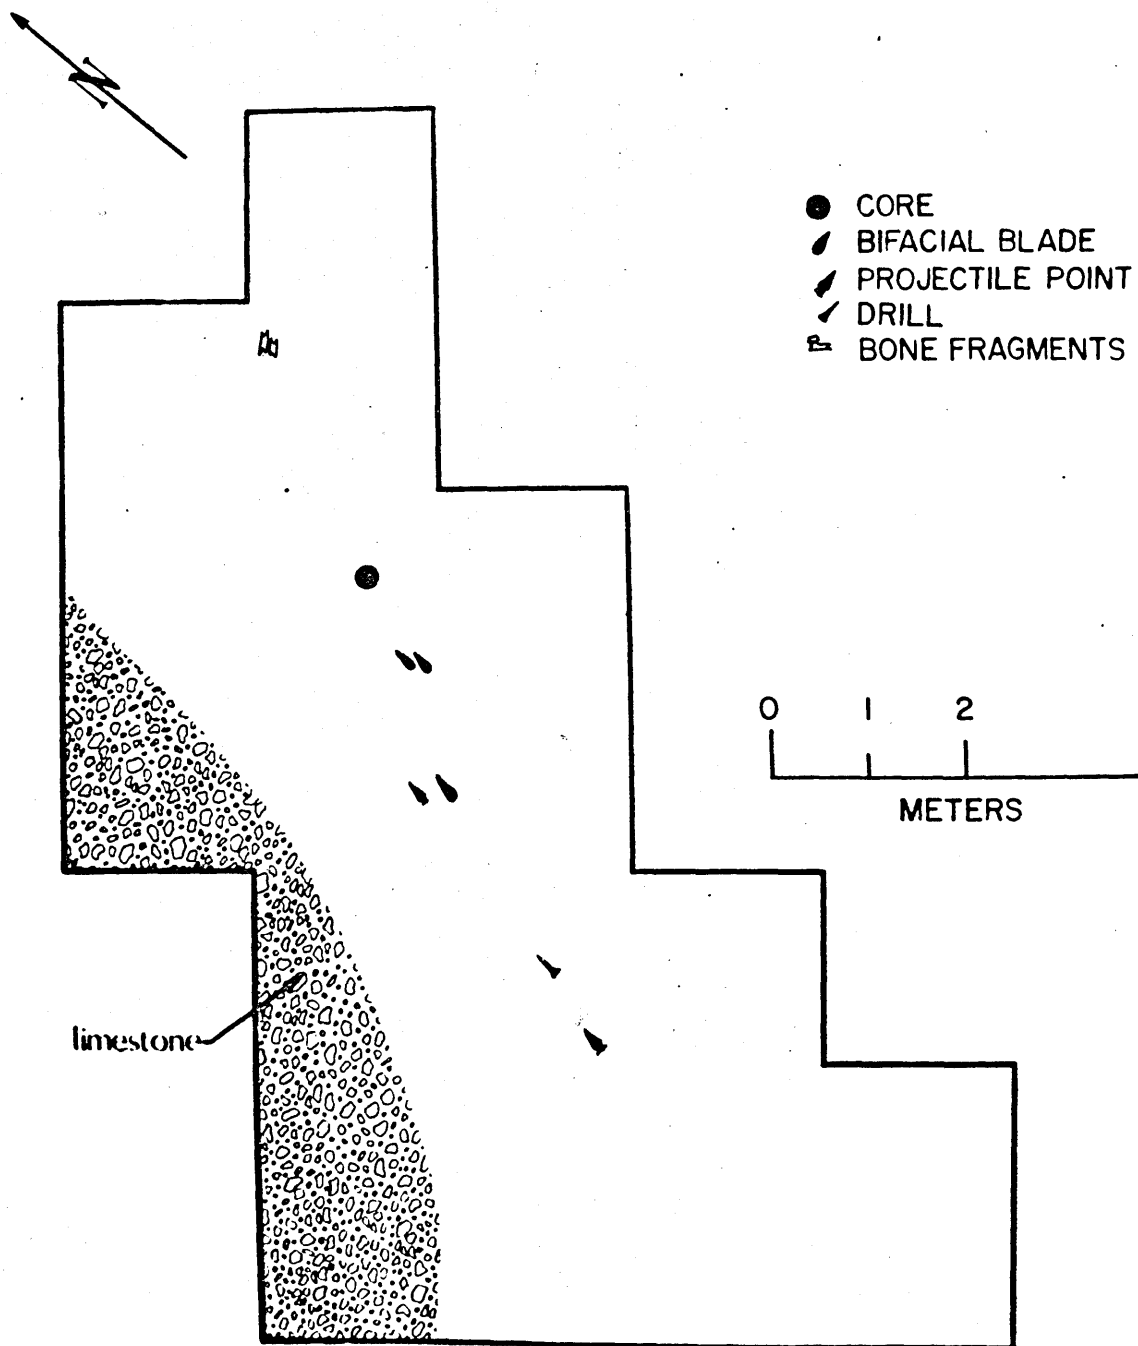 N
CORE
BIFACIAL BLADE
PROJECTILE POINT
DRILL
BONE FRAGMENTS
0 1 2
METERS
limestone